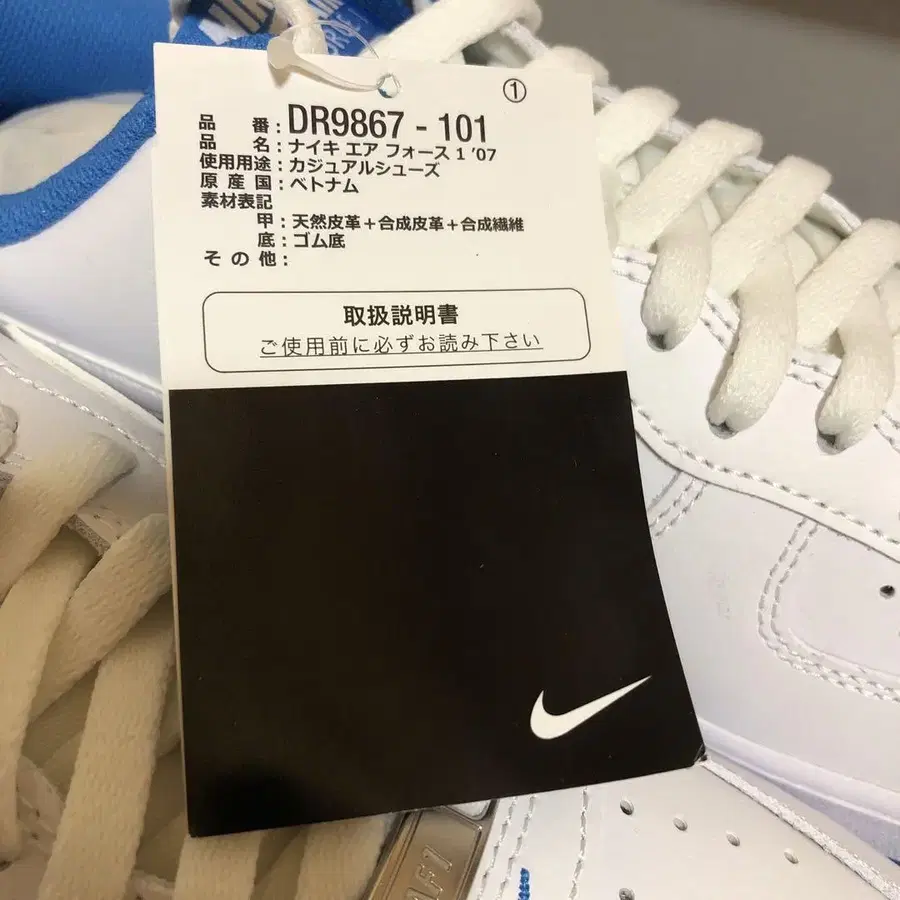 ①
品 番：DR9867 - 101
品 名：ナイキ エア フォース 1 '07
使用用途：カジュアルシューズ
原産国：ベトナム
素材表記
甲：天然皮革＋合成皮革＋合成繊維
底：ゴム底
その他：
取扱説明書
ご使用前に必ずお読み下さい